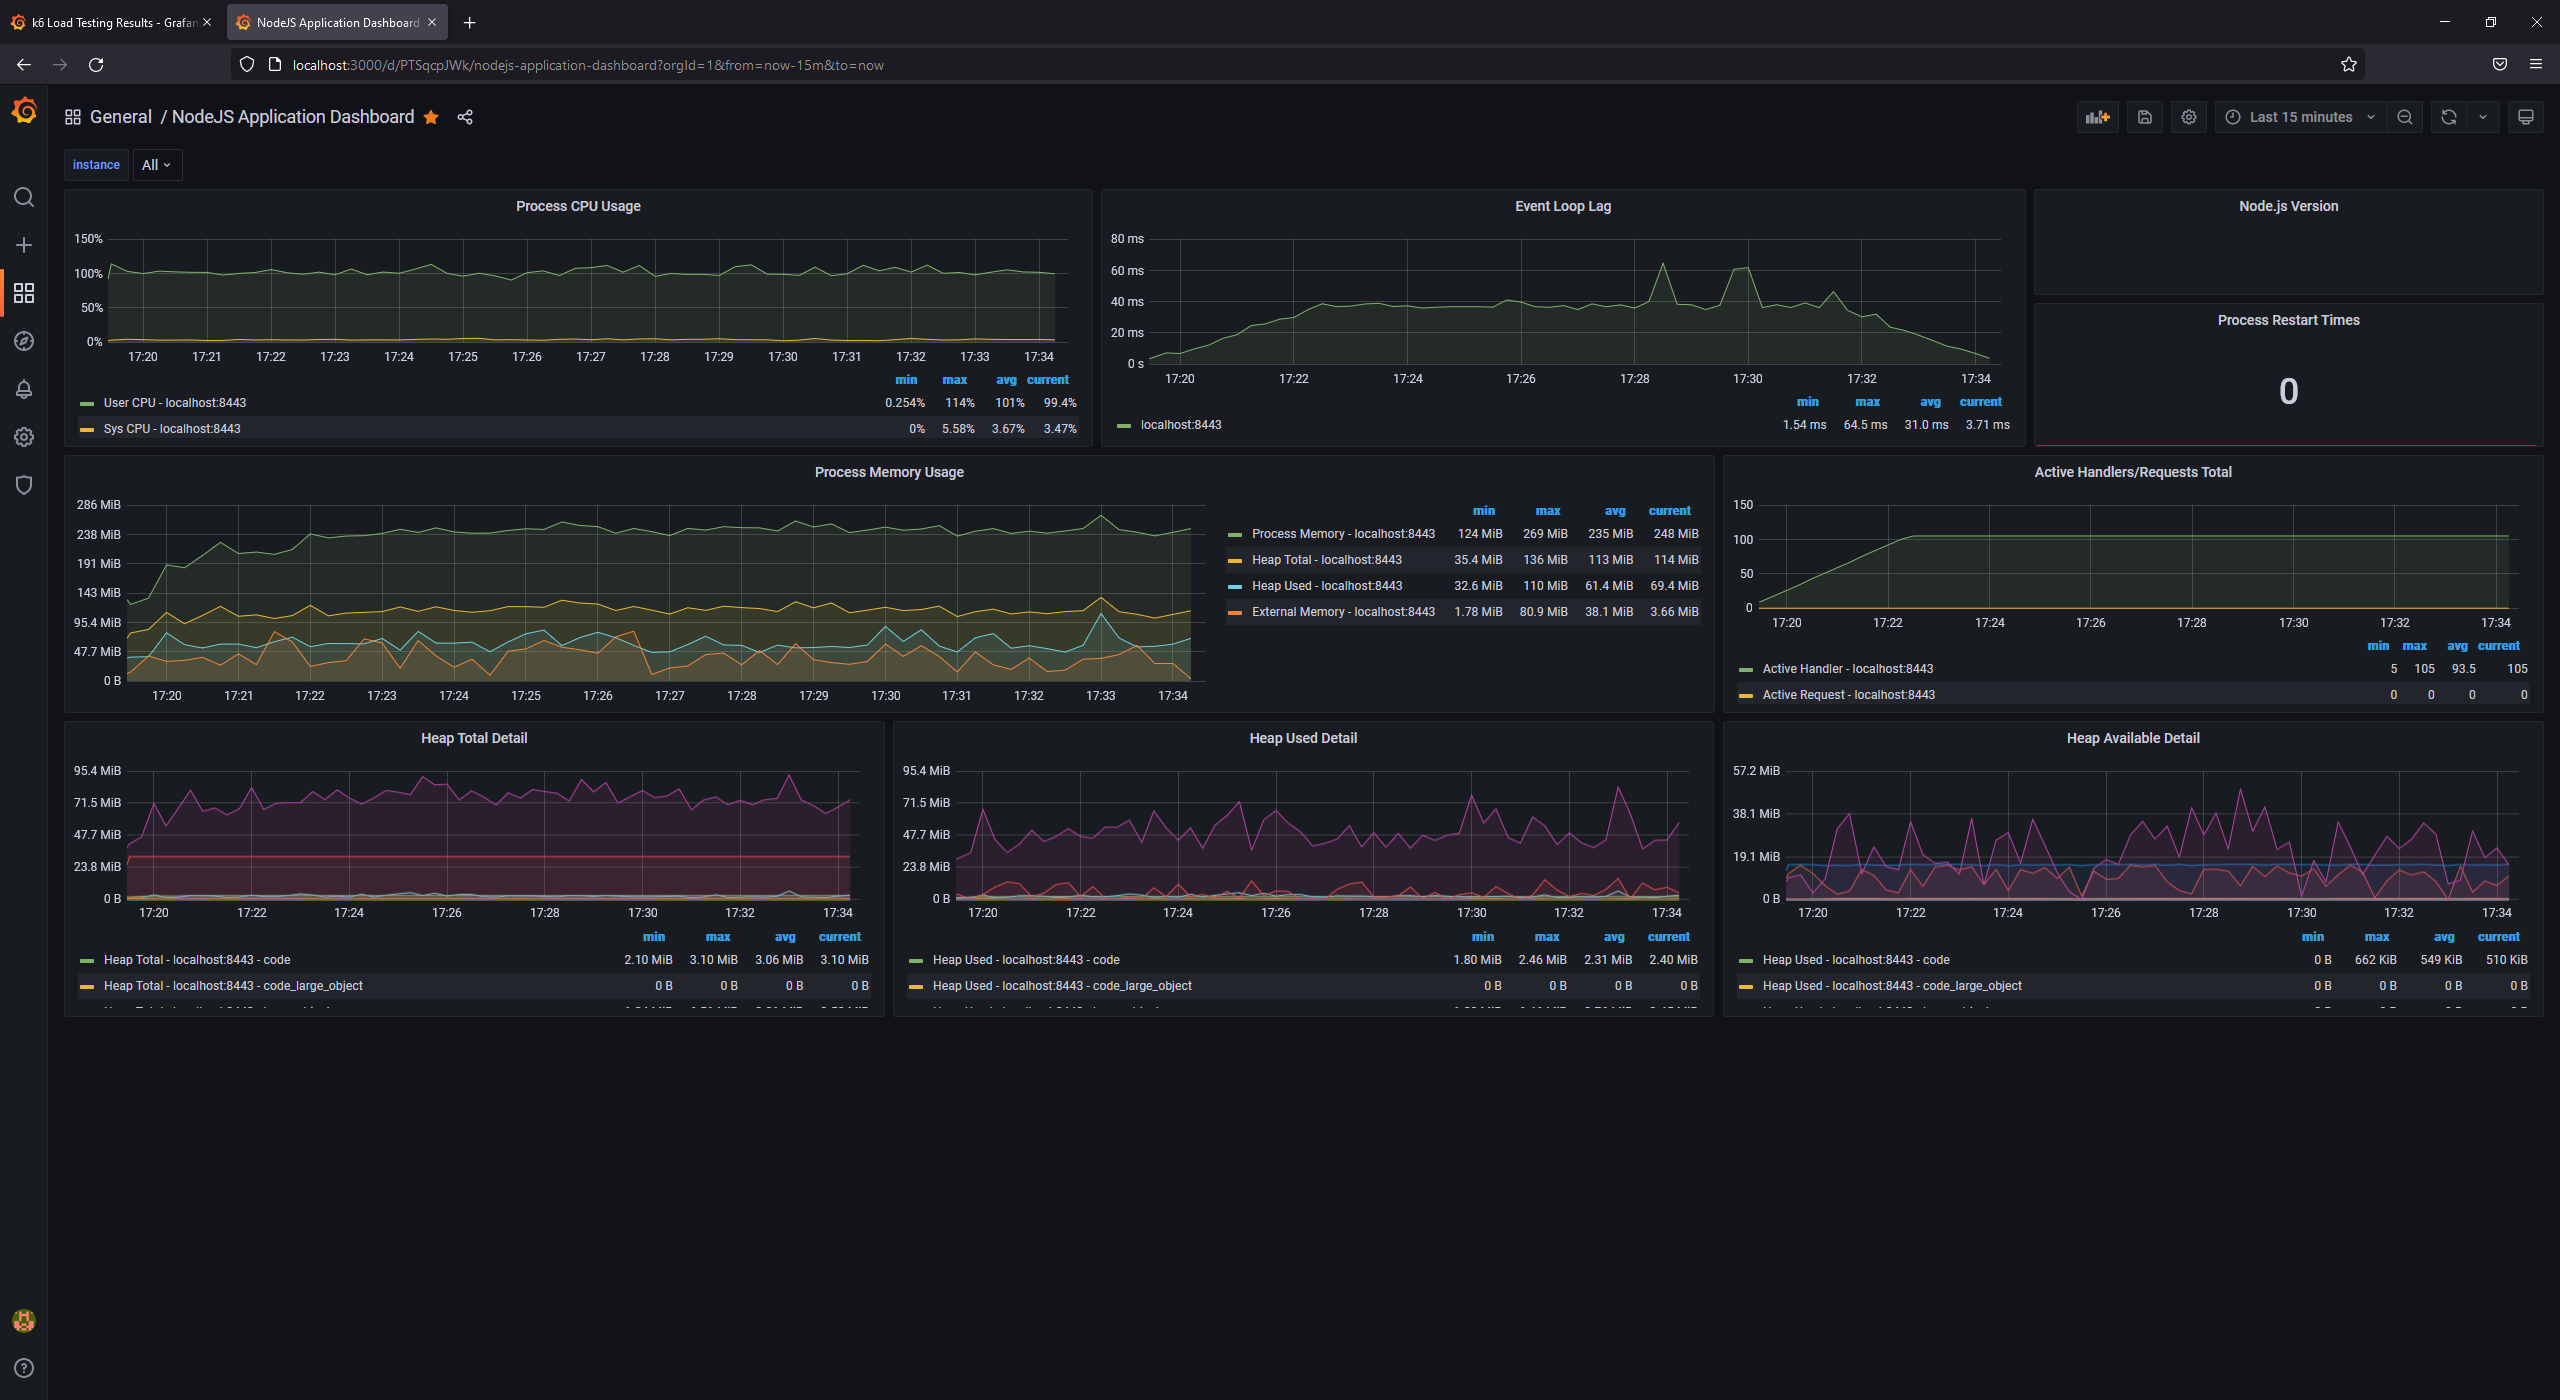 k6 Load Testing Results - Grafan
NodeJS Application Dashboard
localhost:3000/d/PTSqcpJWk/nodejs-application-dashboard?orgId=1&from=now-15m&to=now
General / NodeJS Application Dashboard
Last 15 minutes
instance All
Process CPU Usage
150%
100%
50%
0%
17:20 17:21 17:22 17:23 17:24 17:25 17:26 17:27 17:28 17:29 17:30 17:31 17:32 17:33 17:34
min max avg current
User CPU - localhost:8443 0.254% 114% 101% 99.4%
Sys CPU - localhost:8443 0% 5.58% 3.67% 3.47%
Event Loop Lag
80 ms
60 ms
40 ms
20 ms
0 s
17:20 17:22 17:24 17:26 17:28 17:30 17:32 17:34
min max avg current
localhost:8443 1.54 ms 64.5 ms 31.0 ms 3.71 ms
Node.js Version
Process Restart Times
0
Process Memory Usage
286 MiB
238 MiB
191 MiB
143 MiB
95.4 MiB
47.7 MiB
0 B
17:20 17:21 17:22 17:23 17:24 17:25 17:26 17:27 17:28 17:29 17:30 17:31 17:32 17:33 17:34
min max avg current
Process Memory - localhost:8443 124 MiB 269 MiB 235 MiB 248 MiB
Heap Total - localhost:8443 35.4 MiB 136 MiB 113 MiB 114 MiB
Heap Used - localhost:8443 32.6 MiB 110 MiB 61.4 MiB 69.4 MiB
External Memory - localhost:8443 1.78 MiB 80.9 MiB 38.1 MiB 3.66 MiB
Active Handlers/Requests Total
150
100
50
0
17:20 17:22 17:24 17:26 17:28 17:30 17:32 17:34
min max avg current
Active Handler - localhost:8443 5 105 93.5 105
Active Request - localhost:8443 0 0 0 0
Heap Total Detail
95.4 MiB
71.5 MiB
47.7 MiB
23.8 MiB
0 B
17:20 17:22 17:24 17:26 17:28 17:30 17:32 17:34
min max avg current
Heap Total - localhost:8443 - code 2.10 MiB 3.10 MiB 3.06 MiB 3.10 MiB
Heap Total - localhost:8443 - code_large_object 0 B 0 B 0 B 0 B
Heap Used Detail
95.4 MiB
71.5 MiB
47.7 MiB
23.8 MiB
0 B
17:20 17:22 17:24 17:26 17:28 17:30 17:32 17:34
min max avg current
Heap Used - localhost:8443 - code 1.80 MiB 2.46 MiB 2.31 MiB 2.40 MiB
Heap Used - localhost:8443 - code_large_object 0 B 0 B 0 B 0 B
Heap Available Detail
57.2 MiB
38.1 MiB
19.1 MiB
0 B
17:20 17:22 17:24 17:26 17:28 17:30 17:32 17:34
min max avg current
Heap Used - localhost:8443 - code 0 B 662 KiB 549 KiB 510 KiB
Heap Used - localhost:8443 - code_large_object 0 B 0 B 0 B 0 B